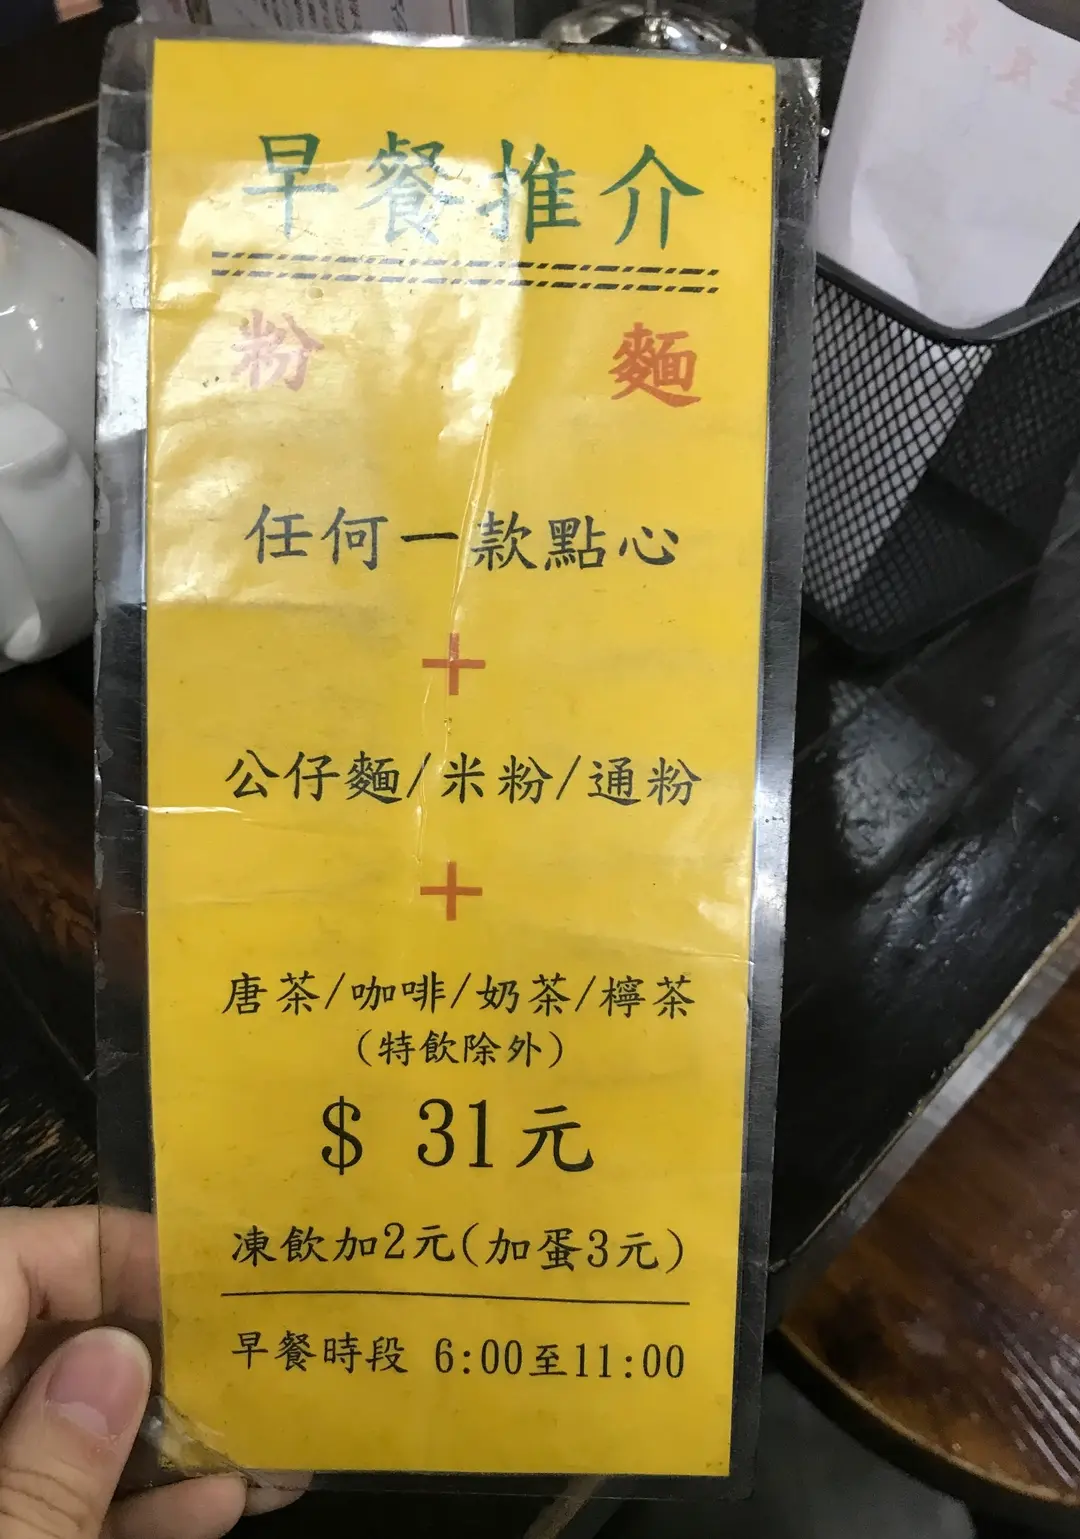 早餐推介
粉 麵
任何一款點心
+
公仔麵/米粉/通粉
+
唐茶/咖啡/奶茶/檸茶
(特飲除外)
$ 31元
凍飲加2元(加蛋3元)
早餐時段 6:00至11:00